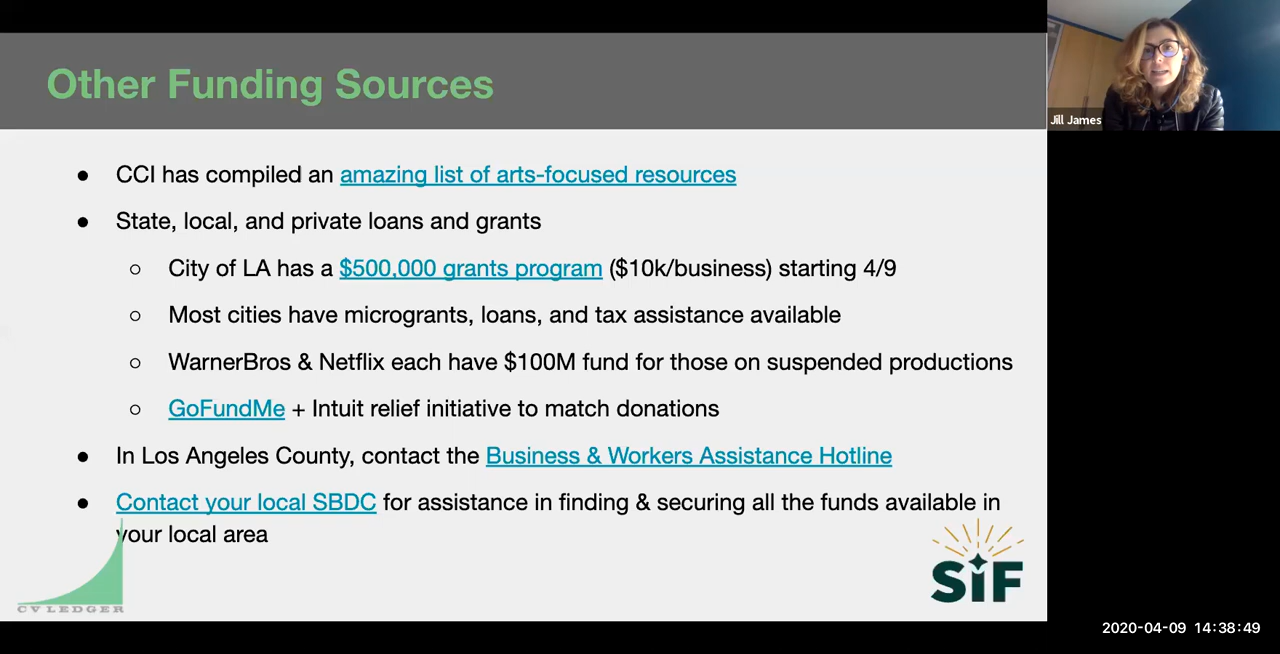 Other Funding Sources
Jill James
● CCI has compiled an amazing list of arts-focused resources
● State, local, and private loans and grants
○ City of LA has a $500,000 grants program ($10k/business) starting 4/9
○ Most cities have microgrants, loans, and tax assistance available
○ WarnerBros & Netflix each have $100M fund for those on suspended productions
○ GoFundMe + Intuit relief initiative to match donations
● In Los Angeles County, contact the Business & Workers Assistance Hotline
● Contact your local SBDC for assistance in finding & securing all the funds available in
your local area
CV LEDGER
SiF
2020-04-09 14:38:49